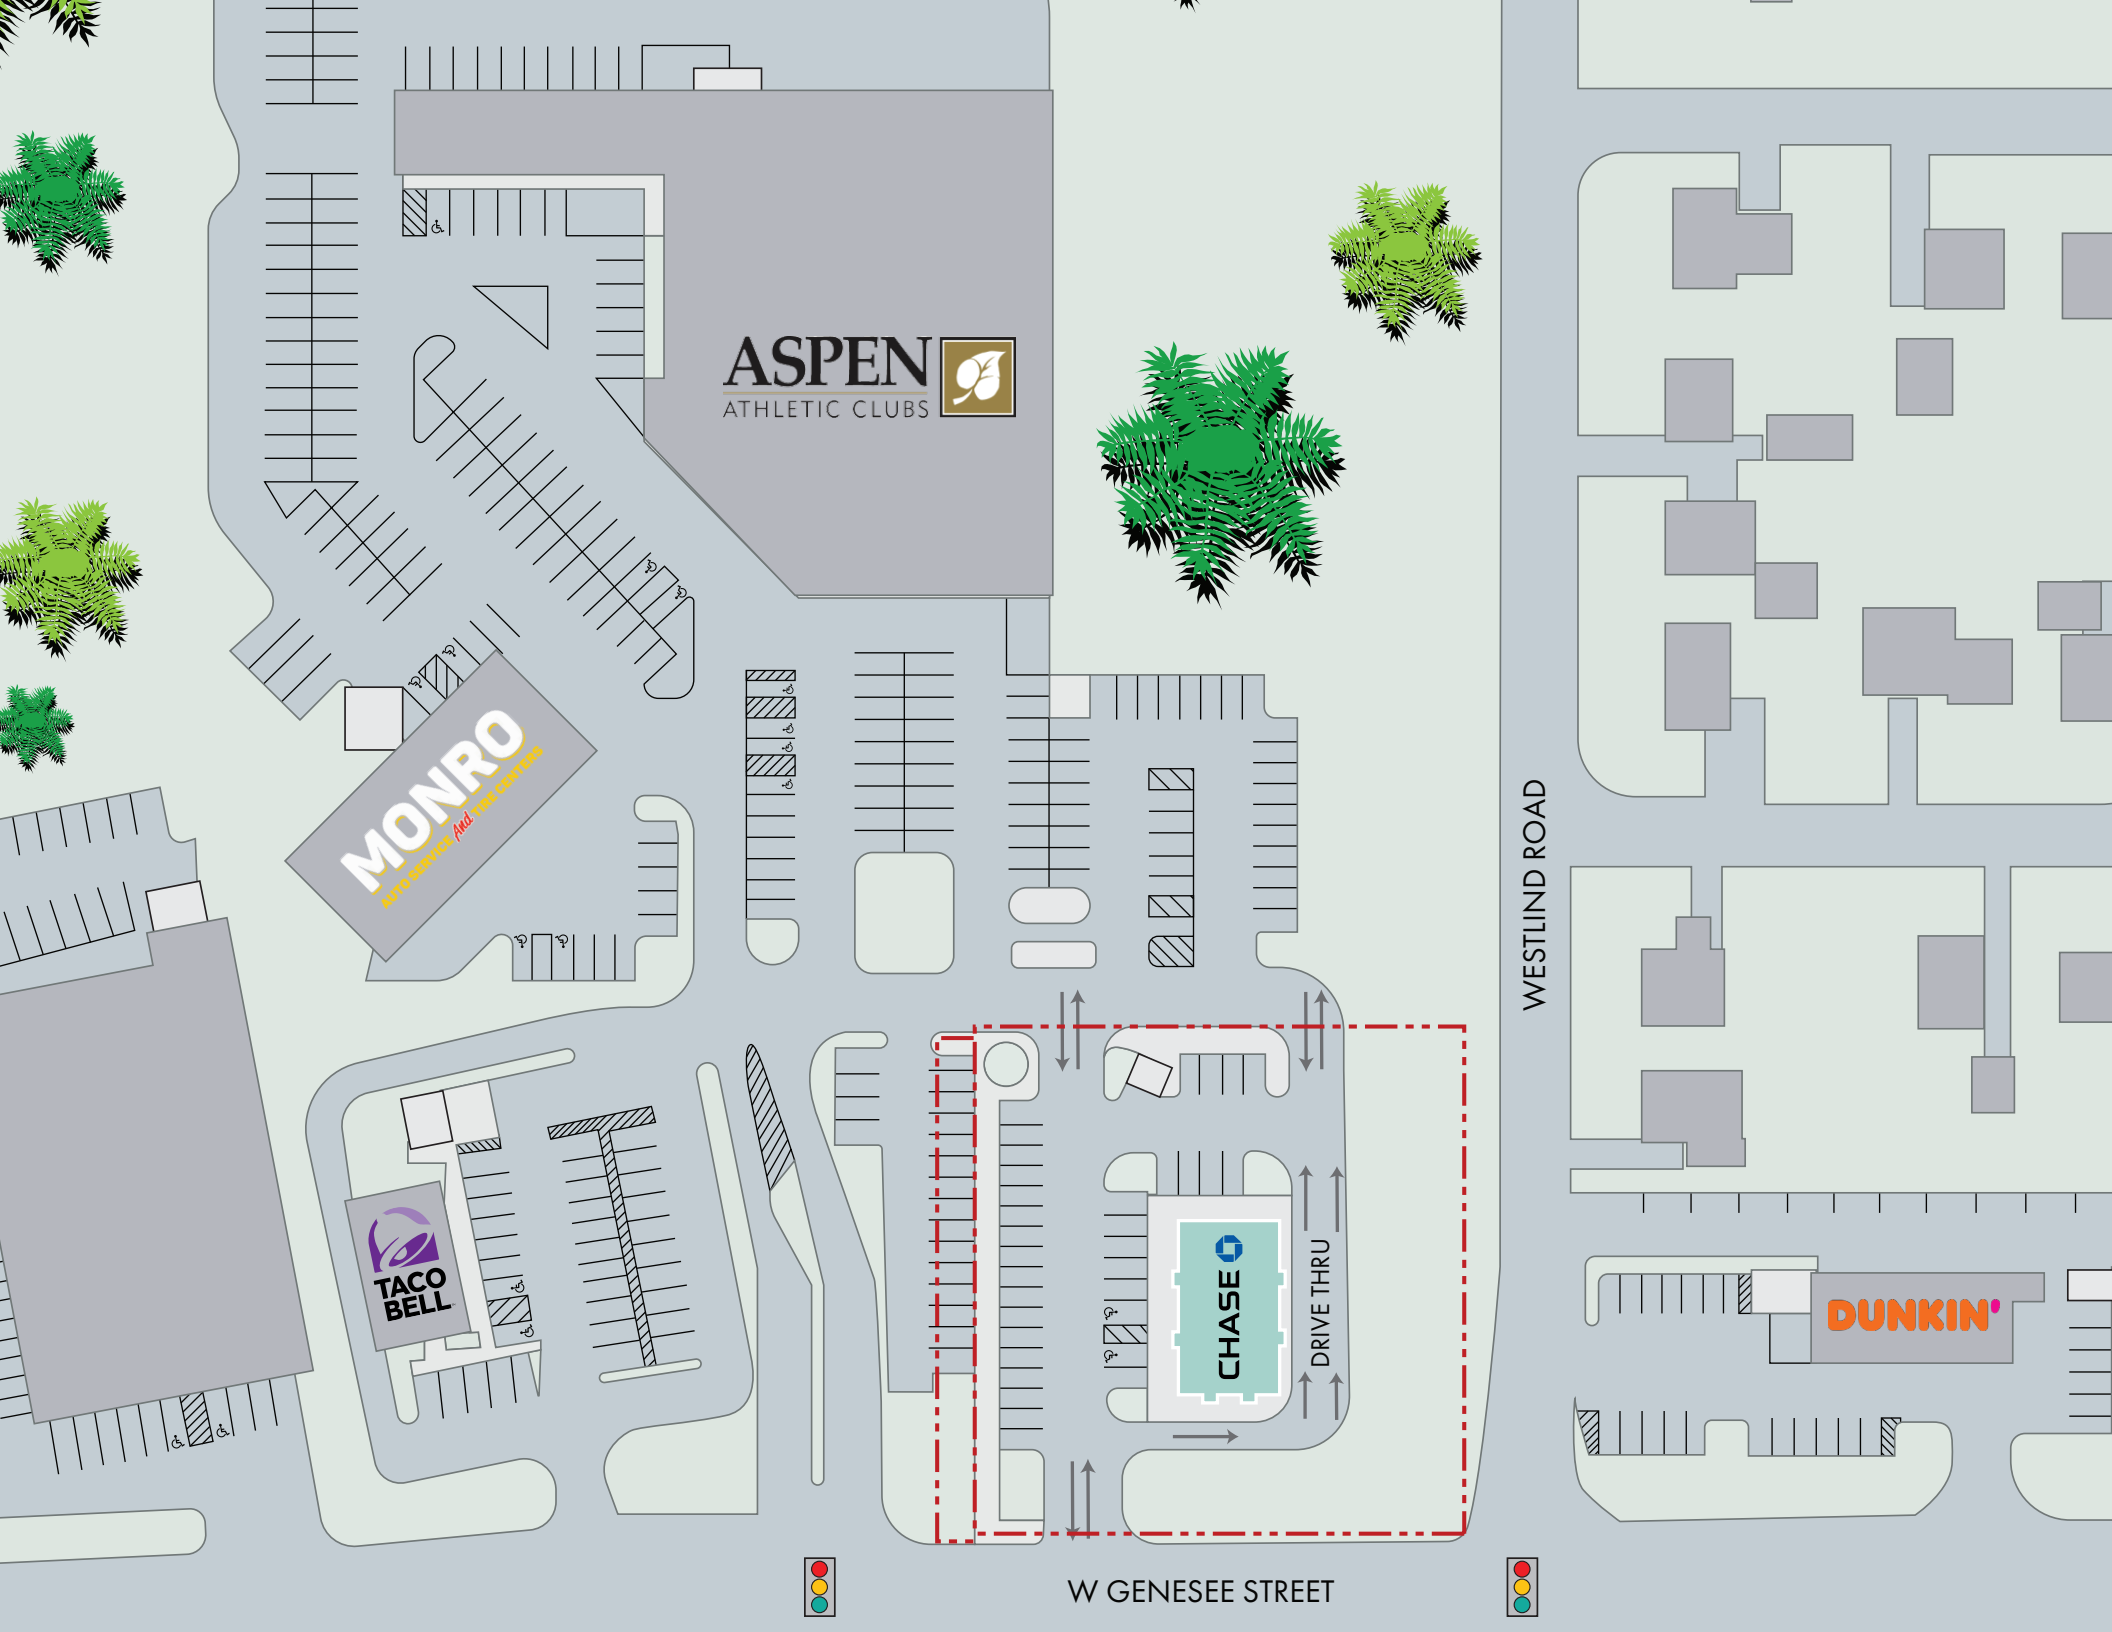 ASPEN
ATHLETIC CLUBS
MONRO
AUTO SERVICE And TIRE CENTERS
WESTLIND ROAD
TACO
BELL
CHASE
DRIVE THRU
DUNKIN'
W GENESEE STREET